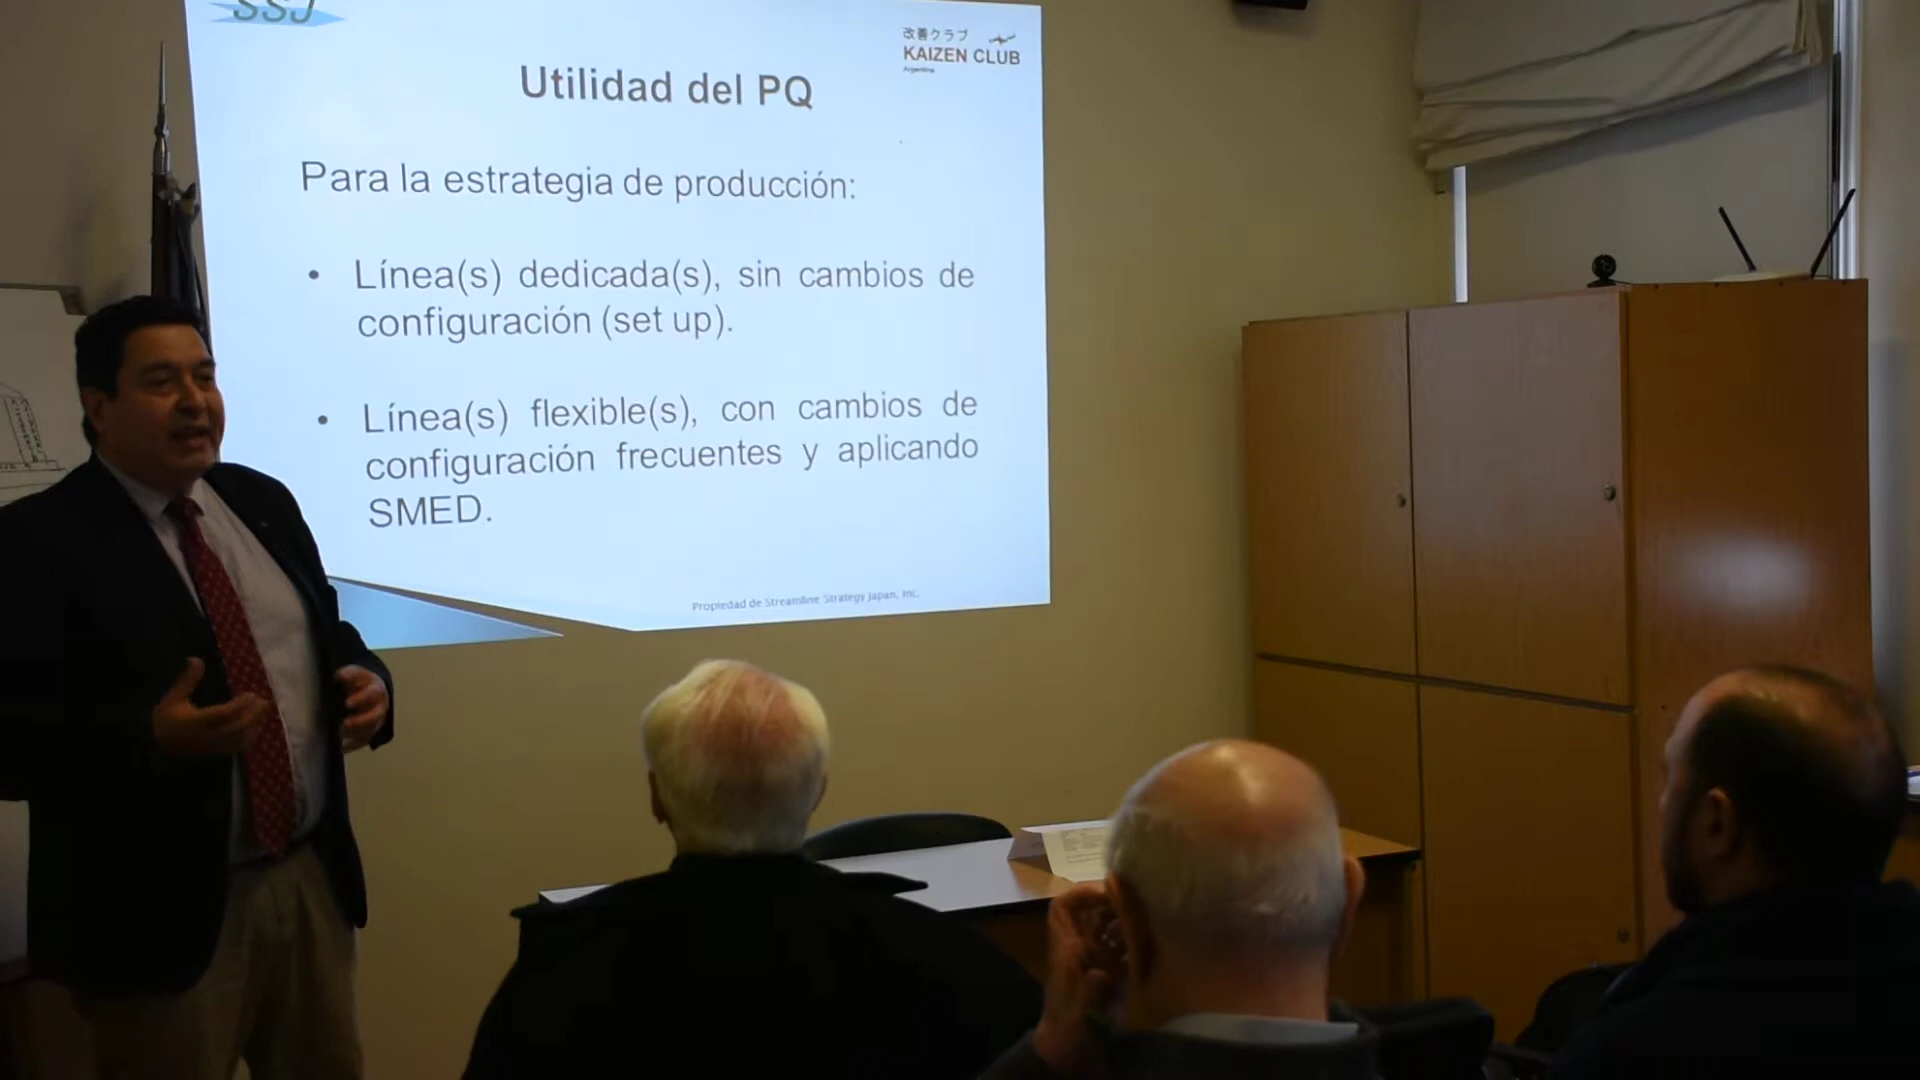 SSJ
改善クラブ
KAIZEN CLUB
Argentina
Utilidad del PQ
Para la estrategia de producción:
• Línea(s) dedicada(s), sin cambios de
configuración (set up).
• Línea(s) flexible(s), con cambios de
configuración frecuentes y aplicando
SMED.
Propiedad de Streamline Strategy Japan, Inc.